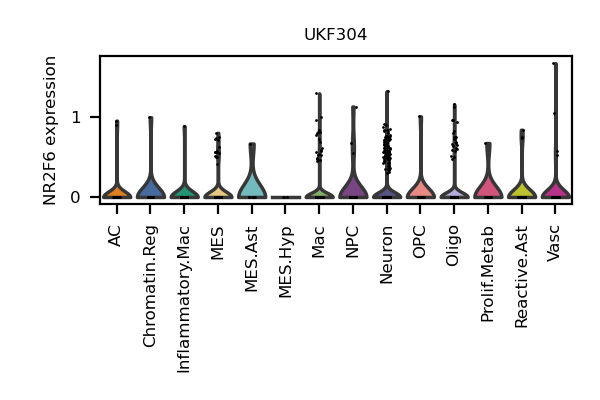 UKF304
NR2F6 expression
1
0
AC
Chromatin.Reg
Inflammatory.Mac
MES
MES.Ast
MES.Hyp
Mac
NPC
Neuron
OPC
Oligo
Prolif.Metab
Reactive.Ast
Vasc